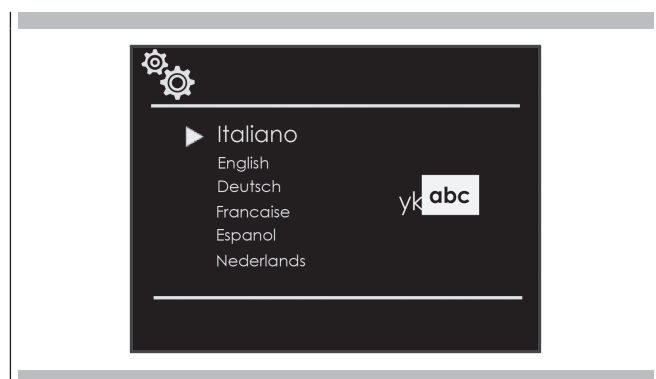 Italiano
English
Deutsch
Francaise
Espanol
Nederlands
yk abc